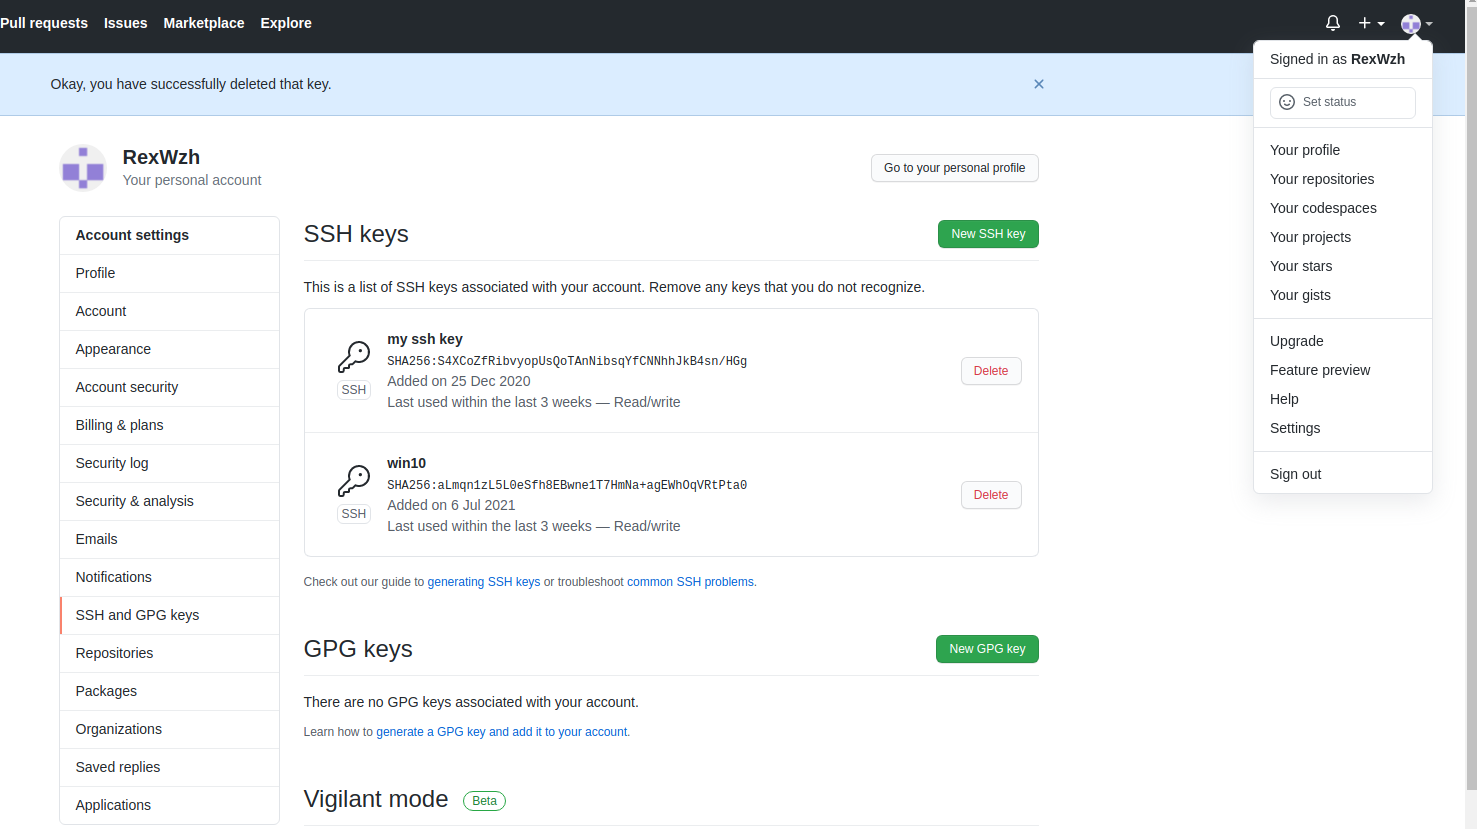 Pull requests Issues Marketplace Explore
Okay, you have successfully deleted that key.
Signed in as RexWzh
Set status
Your profile
Your repositories
Your codespaces
Your projects
Your stars
Your gists
Upgrade
Feature preview
Help
Settings
Sign out
RexWzh
Your personal account
Go to your personal profile
Account settings
Profile
Account
Appearance
Account security
Billing & plans
Security log
Security & analysis
Emails
Notifications
SSH and GPG keys
Repositories
Packages
Organizations
Saved replies
Applications
SSH keys
New SSH key
This is a list of SSH keys associated with your account. Remove any keys that you do not recognize.
my ssh key
SHA256:S4XCoZfRibvyopUsQoTAnNibsqYfCNNhhJkB4sn/HGg
Added on 25 Dec 2020
Last used within the last 3 weeks — Read/write
SSH
Delete
win10
SHA256:aLmqn1zL5L0eSfh8EBwne1T7HmNa+agEWhOqVRtPta0
Added on 6 Jul 2021
Last used within the last 3 weeks — Read/write
SSH
Delete
Check out our guide to generating SSH keys or troubleshoot common SSH problems.
GPG keys
New GPG key
There are no GPG keys associated with your account.
Learn how to generate a GPG key and add it to your account.
Vigilant mode Beta